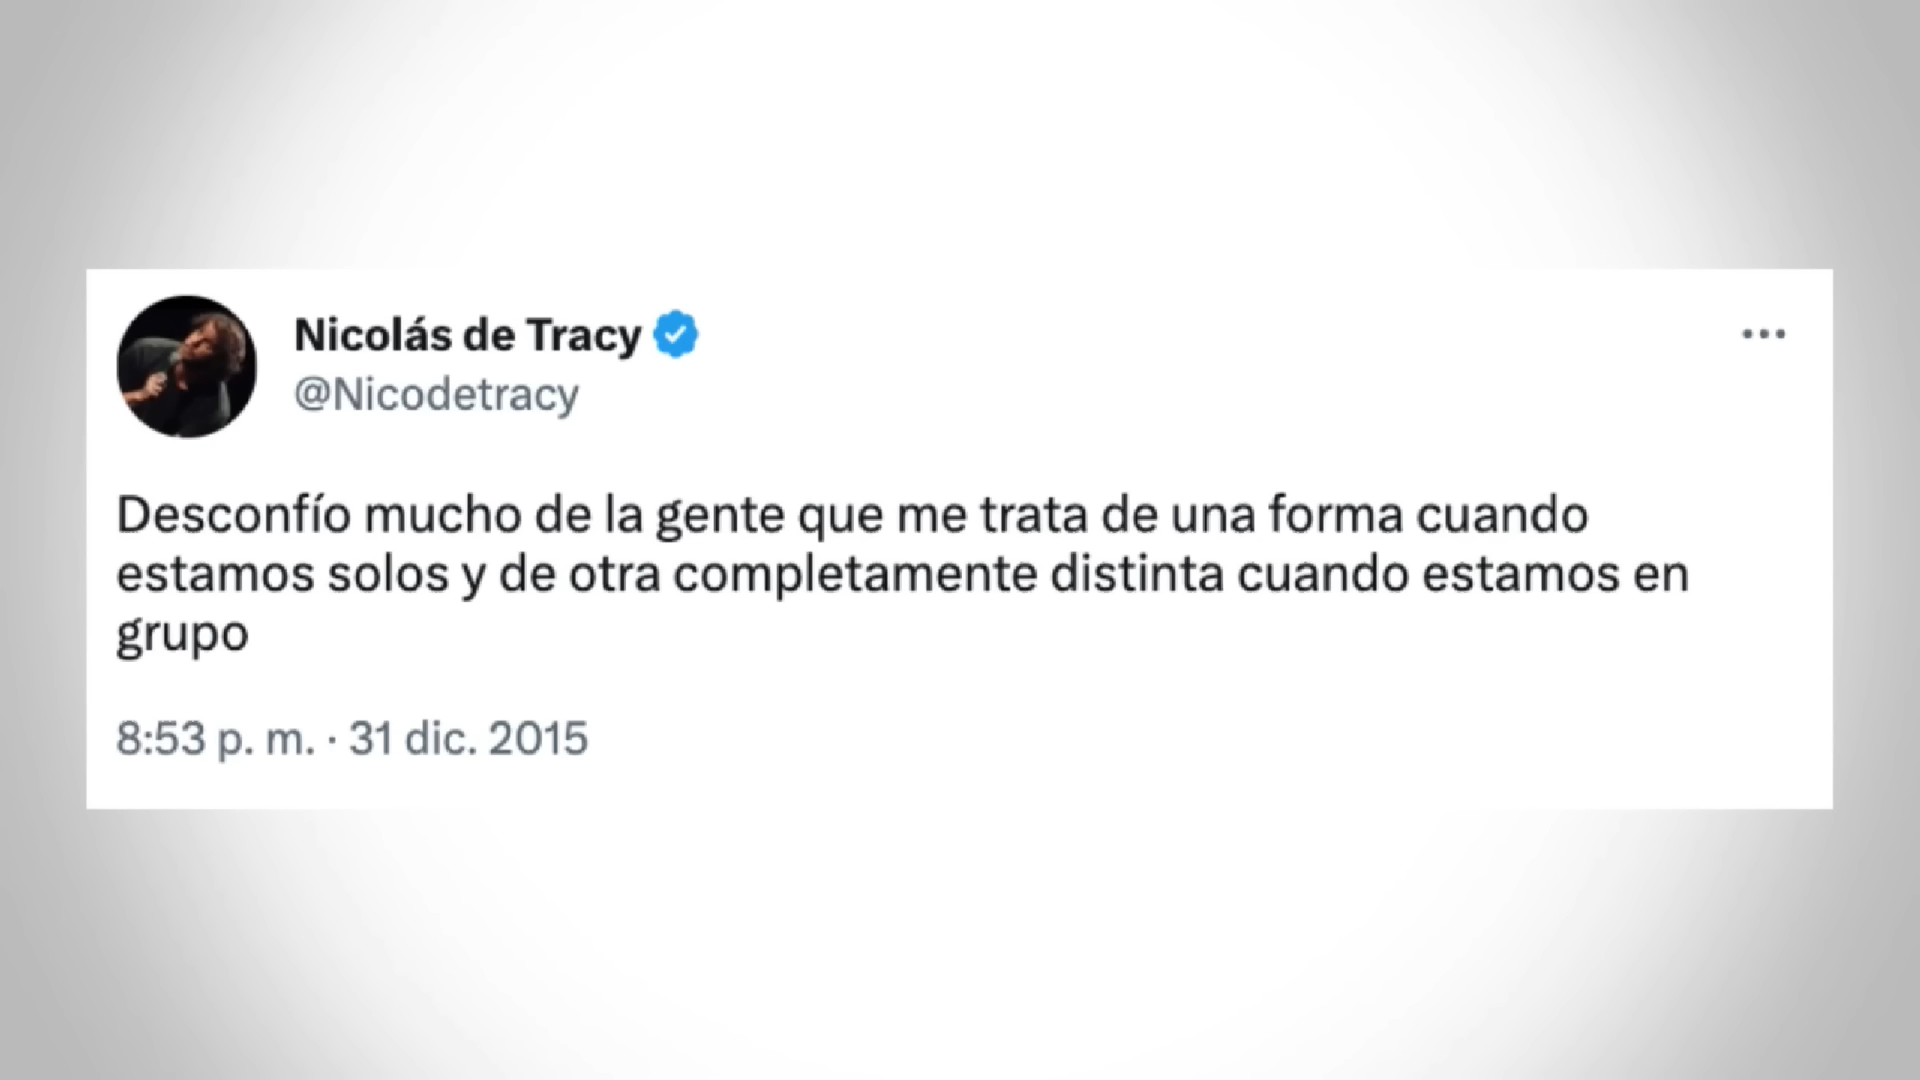 Nicolás de Tracy
@Nicodetracy
Desconfío mucho de la gente que me trata de una forma cuando
estamos solos y de otra completamente distinta cuando estamos en
grupo
8:53 p. m. · 31 dic. 2015